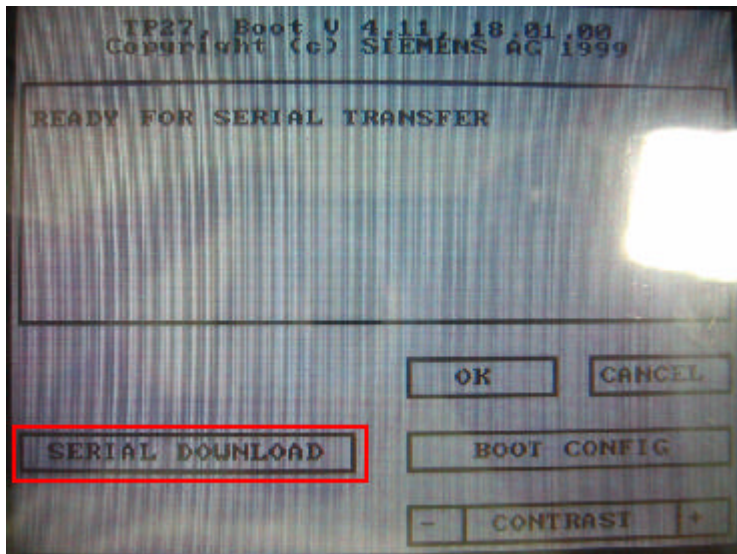 TP27, Boot V 4.11, 18.01.00
Copyright (c) SIEMENS AG 1999
READY FOR SERIAL TRANSFER
OK
CANCEL
SERIAL DOWNLOAD
BOOT CONFIG
- CONTRAST +